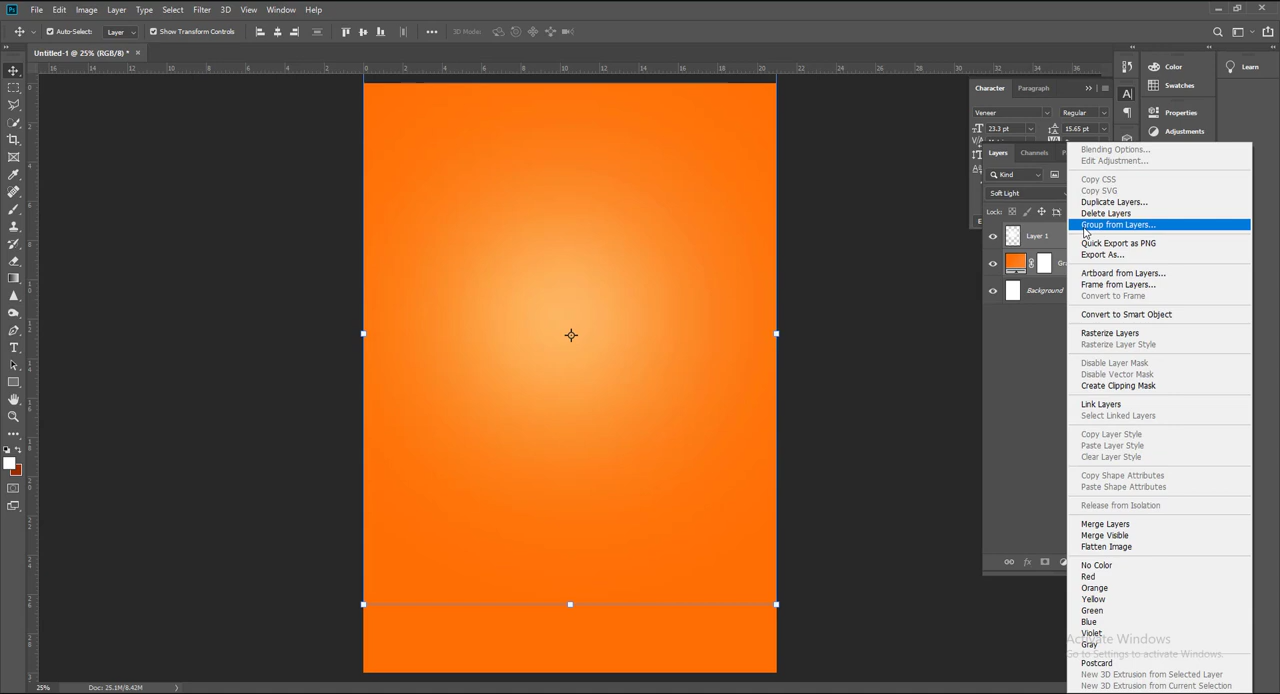 Ps File Edit Image Layer Type Select Filter 3D View Window Help
Auto-Select: Layer Show Transform Controls 3D Mode:
Untitled-1 @ 25% (RGB/8) *
Color Learn
Swatches
Properties
Adjustments
Character Paragraph
Veneer Regular
23.3 pt 15.65 pt
Layers Channels
Kind
Soft Light
Lock:
Layer 1
Background
Blending Options...
Edit Adjustment...
Copy CSS
Copy SVG
Duplicate Layers...
Delete Layers
Group from Layers...
Quick Export as PNG
Export As...
Artboard from Layers...
Frame from Layers...
Convert to Frame
Convert to Smart Object
Rasterize Layers
Rasterize Layer Style
Disable Layer Mask
Disable Vector Mask
Create Clipping Mask
Link Layers
Select Linked Layers
Copy Layer Style
Paste Layer Style
Clear Layer Style
Copy Shape Attributes
Paste Shape Attributes
Release from Isolation
Merge Layers
Merge Visible
Flatten Image
No Color
Red
Orange
Yellow
Green
Blue
Violet
Gray
Activate Windows
Go to Settings to activate Windows.
Postcard
New 3D Extrusion from Selected Layer
New 3D Extrusion from Current Selection
25% Doc: 25.1M/8.42M